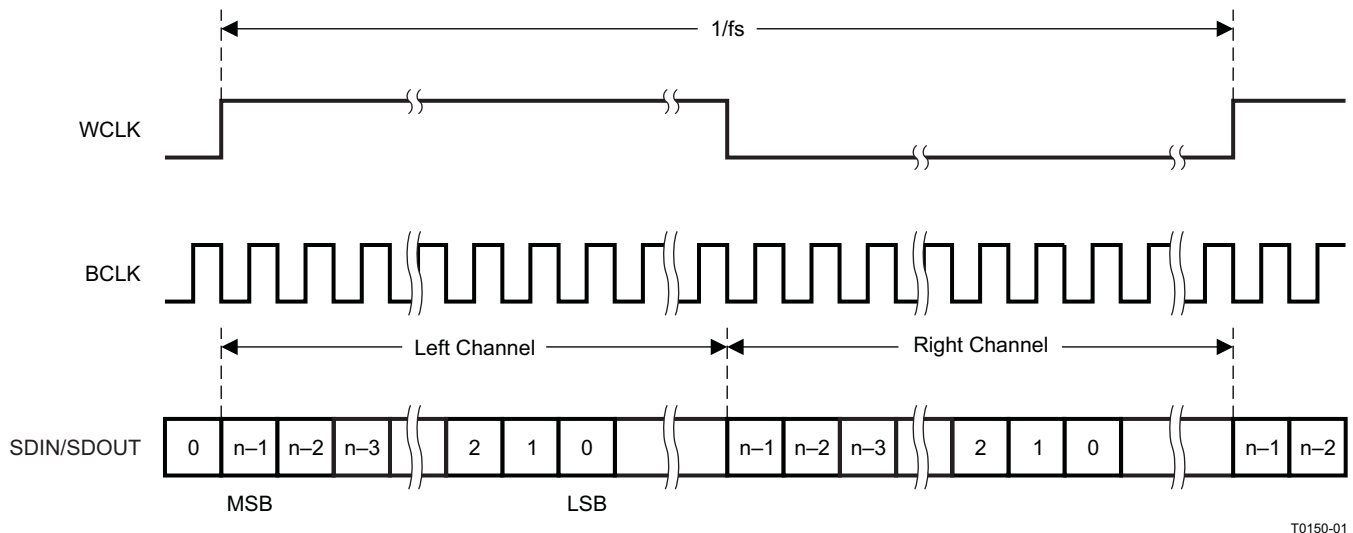 1/fs
WCLK
BCLK
Left Channel Right Channel
SDIN/SDOUT 0 n–1 n–2 n–3 2 1 0 n–1 n–2 n–3 2 1 0 n–1 n–2
MSB LSB
T0150-01